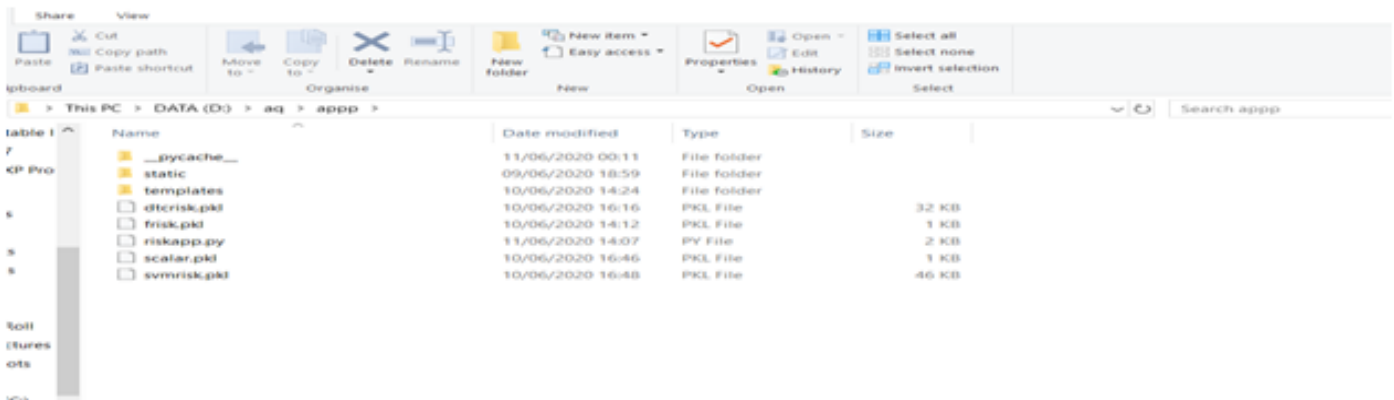 Share View
Cut
Copy path
Paste shortcut
Paste
Move to
Copy to
Delete
Rename
New folder
New item
Easy access
Properties
Open
Edit
History
Select all
Select none
Invert selection
Organise New Open Select
This PC > DATA (D:) > aq > appp >
Search appp
Name Date modified Type Size
__pycache__ 11/06/2020 00:11 File folder
static 09/06/2020 18:59 File folder
templates 10/06/2020 14:24 File folder
dtcrisk.pkl 10/06/2020 16:16 PKL File 32 KB
frisk.pkl 10/06/2020 14:12 PKL File 1 KB
riskapp.py 11/06/2020 14:07 PY File 2 KB
scalar.pkl 10/06/2020 16:46 PKL File 1 KB
svmrisk.pkl 10/06/2020 16:48 PKL File 46 KB